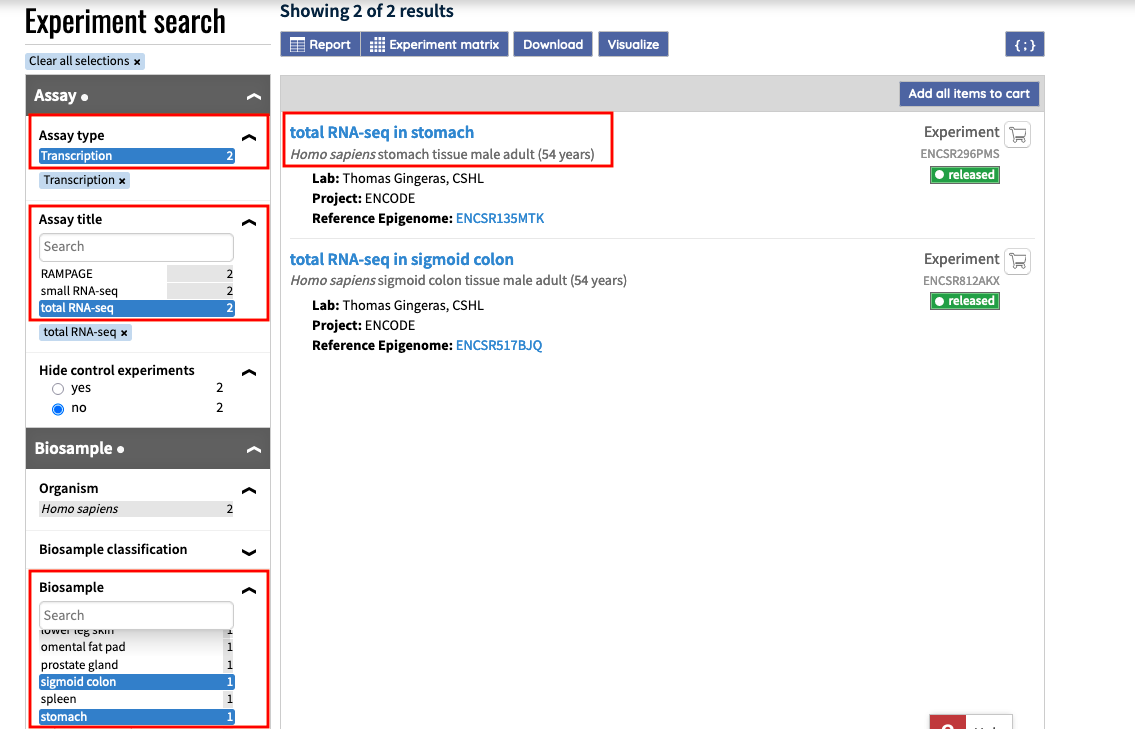 Experiment search
Clear all selections ×
Assay
Assay type
Transcription 2
Transcription ×
Assay title
Search
RAMPAGE 2
small RNA-seq 2
total RNA-seq 2
total RNA-seq ×
Hide control experiments
yes 2
no 2
Biosample
Organism
Homo sapiens 2
Biosample classification
Biosample
Search
lower leg skin 1
omental fat pad 1
prostate gland 1
sigmoid colon 1
spleen 1
stomach 1
Showing 2 of 2 results
Report Experiment matrix Download Visualize {;}
Add all items to cart
total RNA-seq in stomach
Homo sapiens stomach tissue male adult (54 years)
Lab: Thomas Gingeras, CSHL
Project: ENCODE
Reference Epigenome: ENCSR135MTK
Experiment
ENCSR296PMS
released
total RNA-seq in sigmoid colon
Homo sapiens sigmoid colon tissue male adult (54 years)
Lab: Thomas Gingeras, CSHL
Project: ENCODE
Reference Epigenome: ENCSR517BJQ
Experiment
ENCSR812AKX
released